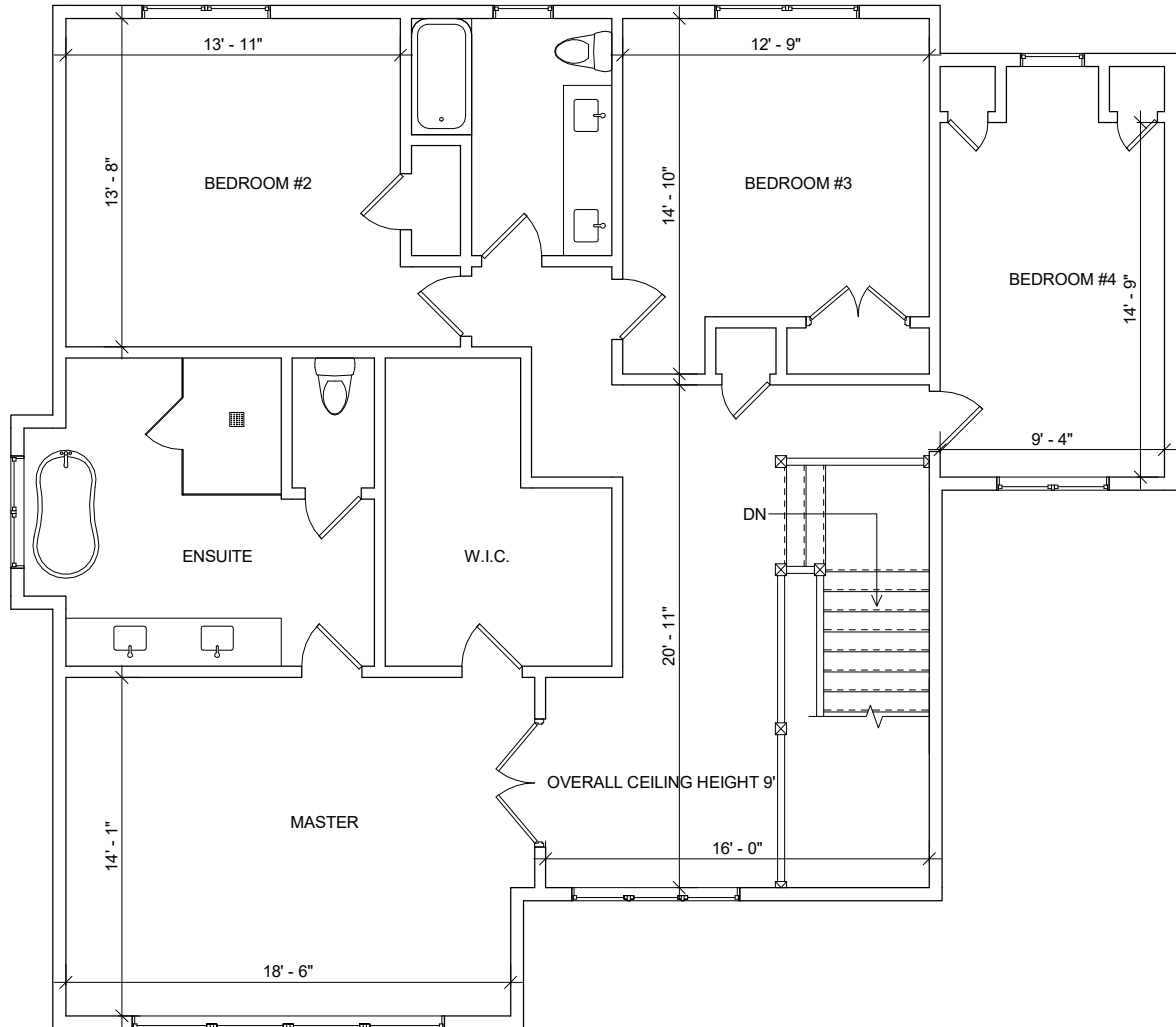 13' - 11"
12' - 9"
13' - 8"
BEDROOM #2
14' - 10"
BEDROOM #3
BEDROOM #4
14' - 9"
9' - 4"
DN
ENSUITE
W.I.C.
20' - 11"
OVERALL CEILING HEIGHT 9'
MASTER
14' - 1"
16' - 0"
18' - 6"